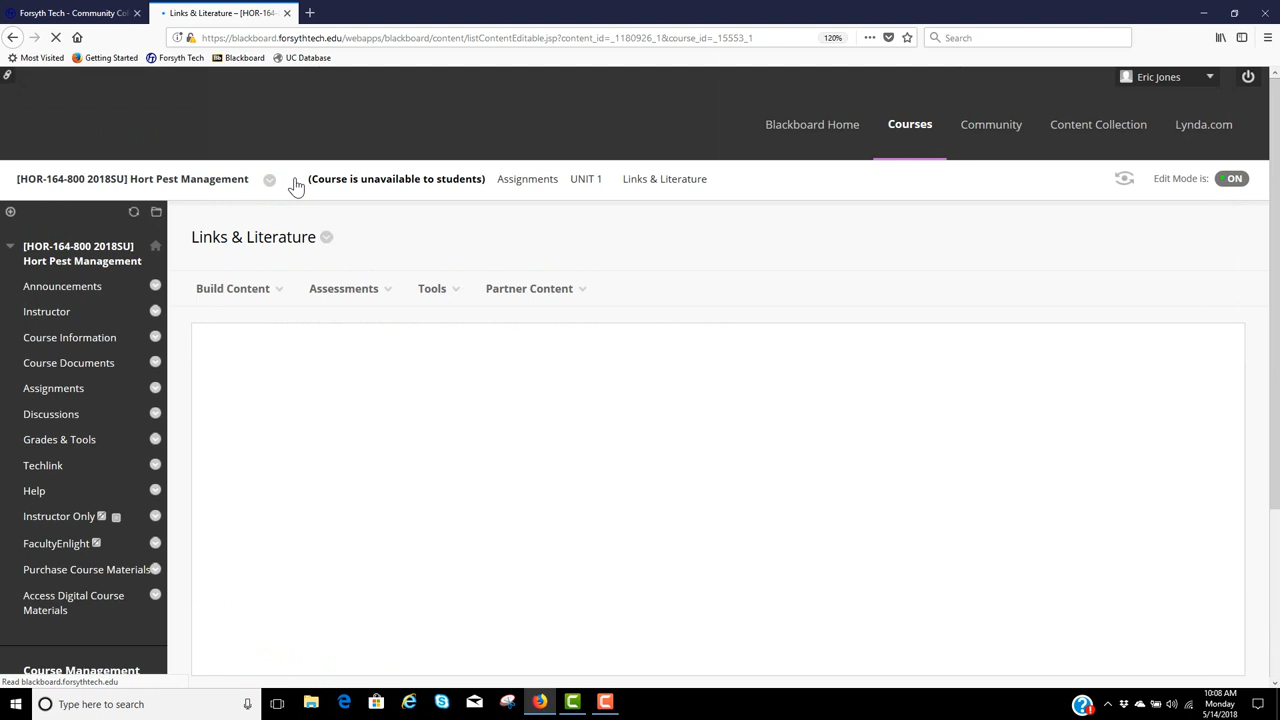 Forsyth Tech - Community Col
Links & Literature – [HOR-164-
https://blackboard.forsythtech.edu/webapps/blackboard/content/listContentEditable.jsp?content_id=_1180926_1&course_id=_15553_1
120%
Search
Most Visited
Getting Started
Forsyth Tech
Blackboard
UC Database
Eric Jones
Blackboard Home
Courses
Community
Content Collection
Lynda.com
[HOR-164-800 2018SU] Hort Pest Management
(Course is unavailable to students)
Assignments
UNIT 1
Links & Literature
Edit Mode is:
ON
[HOR-164-800 2018SU]
Hort Pest Management
Announcements
Instructor
Course Information
Course Documents
Assignments
Discussions
Grades & Tools
Techlink
Help
Instructor Only
FacultyEnlight
Purchase Course Materials
Access Digital Course
Materials
Course Management
Links & Literature
Build Content
Assessments
Tools
Partner Content
Read blackboard.forsythtech.edu
Type here to search
10:08 AM
Monday
5/14/2018